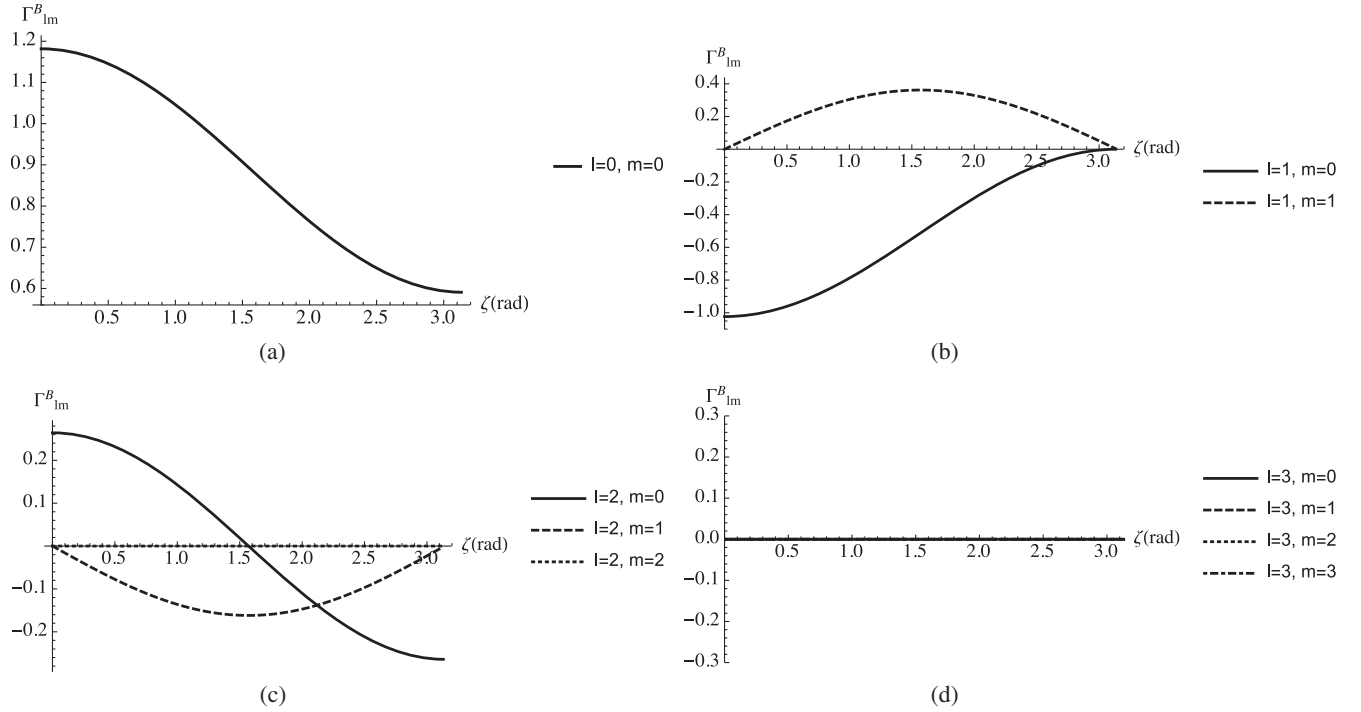 Γᴮₗₘ
1.2
1.1
1.0
0.9
0.8
0.7
0.6
0.5 1.0 1.5 2.0 2.5 3.0 ζ(rad)
l=0, m=0
(a)
Γᴮₗₘ
0.4
0.2
−0.2
−0.4
−0.6
−0.8
−1.0
0.5 1.0 1.5 2.0 2.5 3.0 ζ(rad)
l=1, m=0
l=1, m=1
(b)
Γᴮₗₘ
0.2
0.1
−0.1
−0.2
0.5 1.0 1.5 2.0 2.5 3.0 ζ(rad)
l=2, m=0
l=2, m=1
l=2, m=2
(c)
Γᴮₗₘ
0.3
0.2
0.1
0.0
−0.1
−0.2
−0.3
0.5 1.0 1.5 2.0 2.5 3.0 ζ(rad)
l=3, m=0
l=3, m=1
l=3, m=2
l=3, m=3
(d)